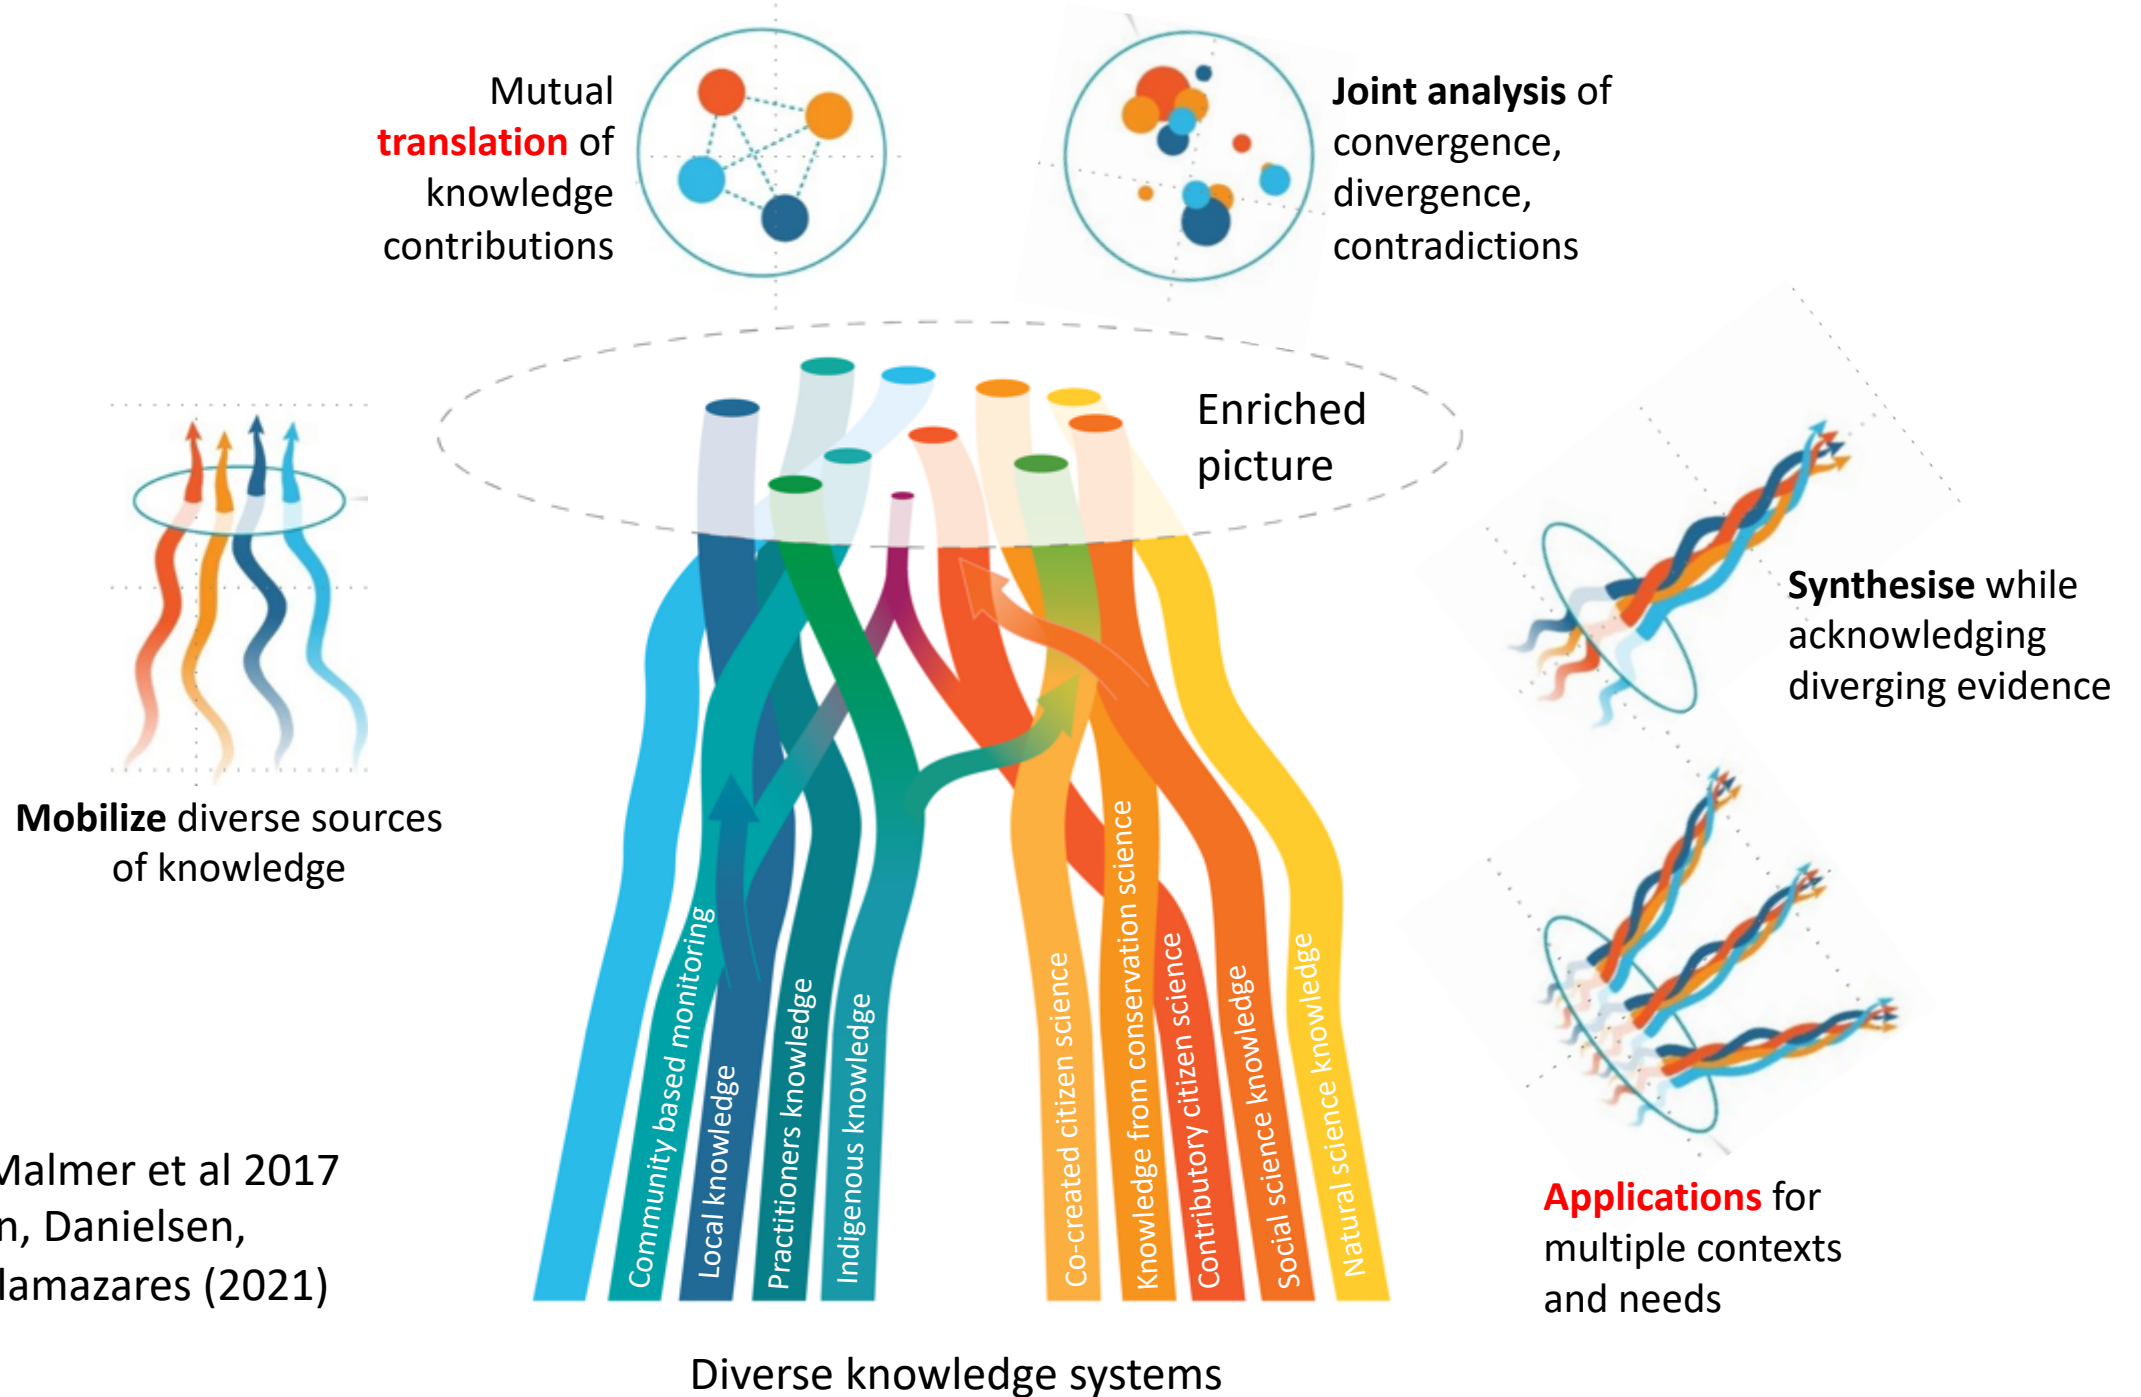 Mutual
translation of
knowledge
contributions
Joint analysis of
convergence,
divergence,
contradictions
Enriched
picture
Mobilize diverse sources
of knowledge
Synthesise while
acknowledging
diverging evidence
Applications for
multiple contexts
and needs
Community based monitoring
Local knowledge
Practitioners knowledge
Indigenous knowledge
Co-created citizen science
Knowledge from conservation science
Contributory citizen science
Social science knowledge
Natural science knowledge
Malmer et al 2017
n, Danielsen,
lamazares (2021)
Diverse knowledge systems